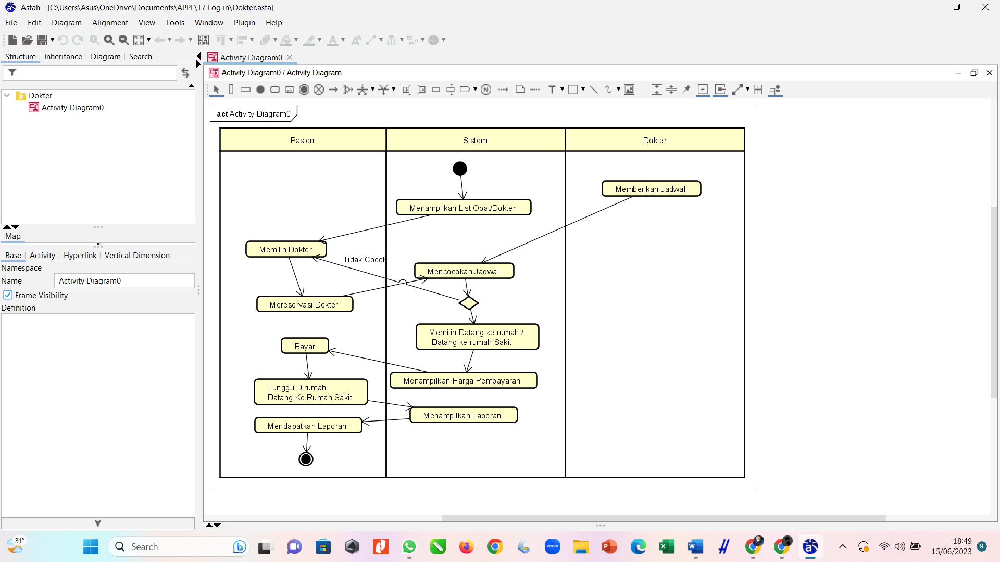 Astah - [C:\Users\Asus\OneDrive\Documents\APPL\T7 Log in\Dokter.asta]
File Edit Diagram Alignment View Tools Window Plugin Help
Structure Inheritance Diagram Search
Activity Diagram0
Activity Diagram0 / Activity Diagram
Dokter
Activity Diagram0
act Activity Diagram0
Pasien Sistem Dokter
Memberikan Jadwal
Menampilkan List Obat/Dokter
Memilih Dokter
Tidak Cocok
Mencocokan Jadwal
Mereservasi Dokter
Memilih Datang ke rumah /
Datang ke rumah Sakit
Bayar
Menampilkan Harga Pembayaran
Tunggu Dirumah
Datang Ke Rumah Sakit
Menampilkan Laporan
Mendapatkan Laporan
Map
Base Activity Hyperlink Vertical Dimension
Namespace
Name Activity Diagram0
Frame Visibility
Definition
31°
Search
zoom
18:49
15/06/2023
9